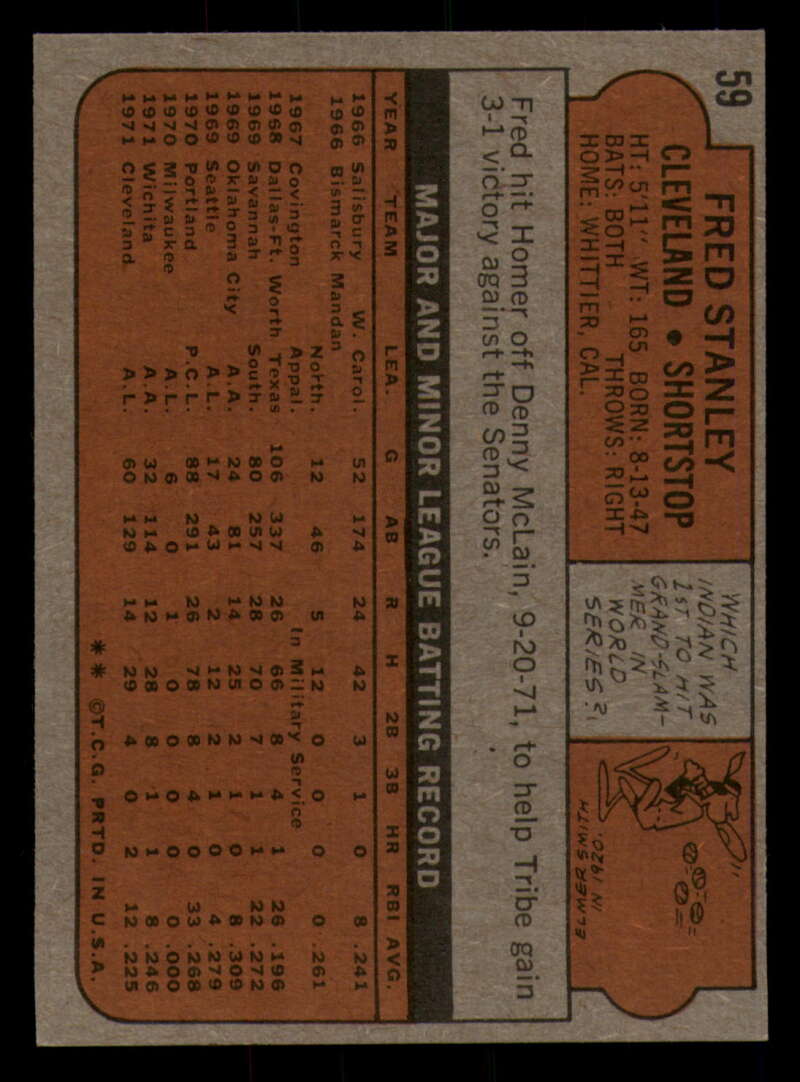 59
FRED STANLEY
CLEVELAND • SHORTSTOP
HT: 5'11" WT: 165 BORN: 8-13-47
BATS: BOTH THROWS: RIGHT
HOME: WHITTIER, CAL.
WHICH
INDIAN WAS
1ST TO HIT
GRAND-SLAM-
MER IN
WORLD
SERIES?
ELMER SMITH
IN 1920.
Fred hit Homer off Denny McLain, 9-20-71, to help Tribe gain
3-1 victory against the Senators.
MAJOR AND MINOR LEAGUE BATTING RECORD
YEAR TEAM LEA. G AB R H 2B 3B HR RBI AVG.
1966 Salisbury W. Carol. 52 174 24 42 3 1 0 8 .241
1966 Bismarck Mandan
North. 12 46 5 12 0 0 0 0 .261
1967 Covington Appal. In Military Service
1968 Dallas-Ft. Worth Texas 106 337 26 66 8 4 1 26 .196
1969 Savannah South. 80 257 28 70 7 1 1 22 .272
1969 Oklahoma City A.A. 24 81 14 25 2 1 0 8 .309
1969 Seattle A.L. 17 43 2 12 2 1 0 4 .279
1970 Portland P.C.L. 88 291 26 78 8 4 0 33 .268
1970 Milwaukee A.L. 6 0 1 0 0 0 0 0 .000
1971 Wichita A.A. 32 114 12 28 8 1 1 8 .246
1971 Cleveland A.L. 60 129 14 29 4 0 2 12 .225
** ©T.C.G. PRTD. IN U.S.A.